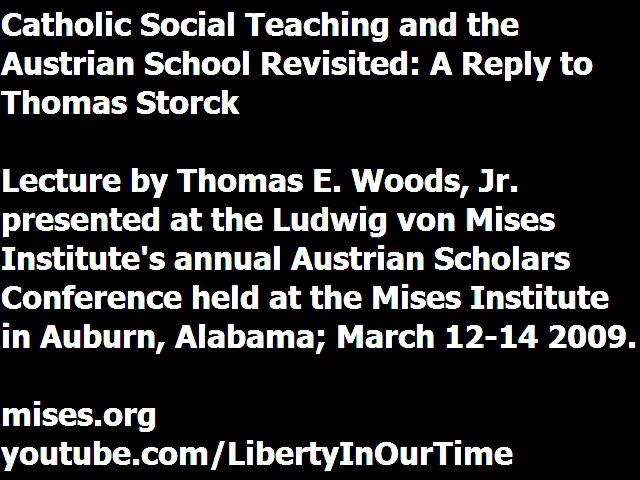 Catholic Social Teaching and the
Austrian School Revisited: A Reply to
Thomas Storck
Lecture by Thomas E. Woods, Jr.
presented at the Ludwig von Mises
Institute's annual Austrian Scholars
Conference held at the Mises Institute
in Auburn, Alabama; March 12-14 2009.
mises.org
youtube.com/LibertyInOurTime